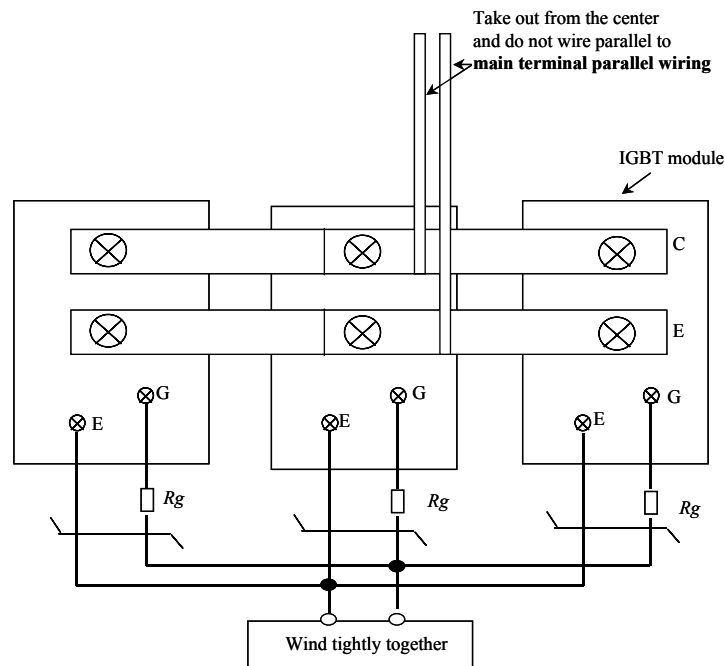 Take out from the center
and do not wire parallel to
main terminal parallel wiring
IGBT module
C
E
G
E
G
E
G
E
Rg
Rg
Rg
Wind tightly together